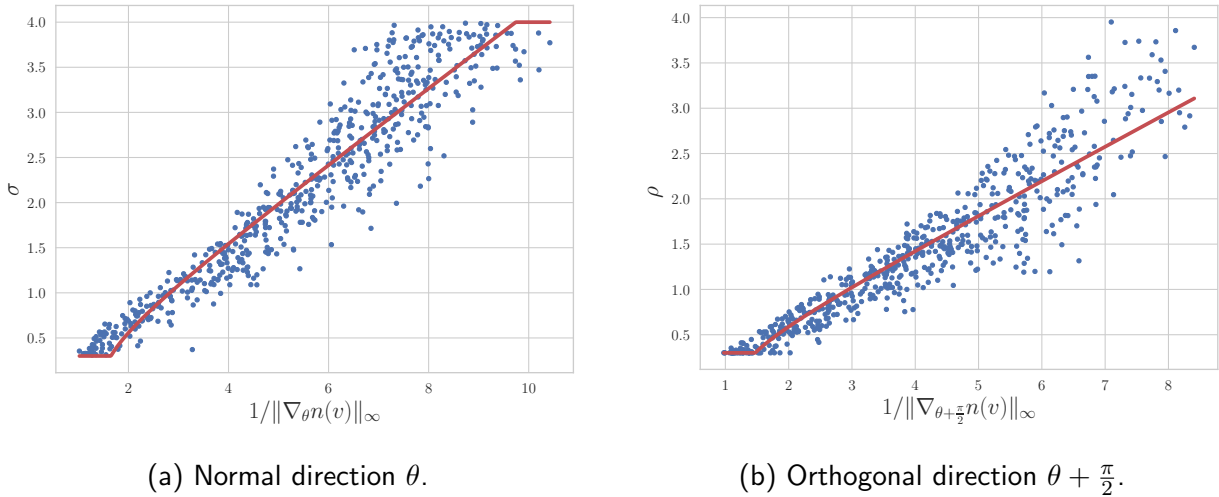 4.0
3.5
3.0
2.5
2.0
1.5
1.0
0.5
σ
2 4 6 8 10
1/‖∇θn(v)‖∞
(a) Normal direction θ.
4.0
3.5
3.0
2.5
2.0
1.5
1.0
0.5
ρ
1 2 3 4 5 6 7 8
1/‖∇θ+π/2n(v)‖∞
(b) Orthogonal direction θ + π/2.